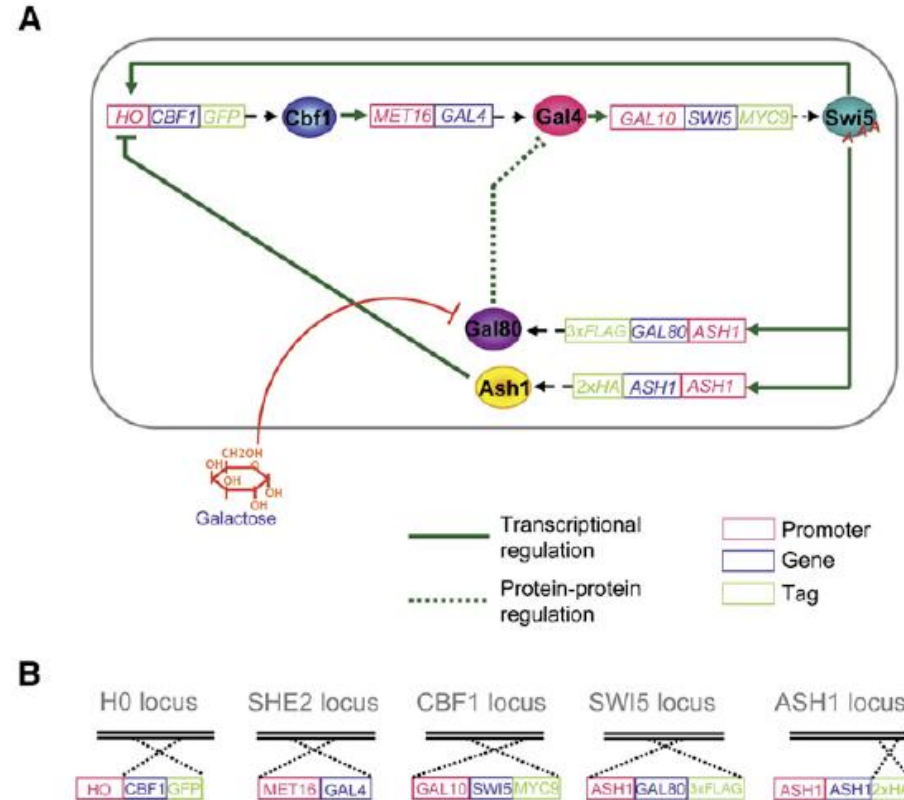 A
HO CBF1 GFP Cbf1 MET16 GAL4 Gal4 GAL10 SWI5 MYC9 Swi5
AAA
Gal80 3xFLAG GAL80 ASH1
Ash1 2xHA ASH1 ASH1
CH2OH
OH O
OH OH
OH
Galactose
Transcriptional
regulation
Protein-protein
regulation
Promoter
Gene
Tag
B
H0 locus SHE2 locus CBF1 locus SWI5 locus ASH1 locus
HO CBF1 GFP MET16 GAL4 GAL10 SWI5 MYC9 ASH1 GAL80 3xFLAG ASH1 ASH1 2xHA